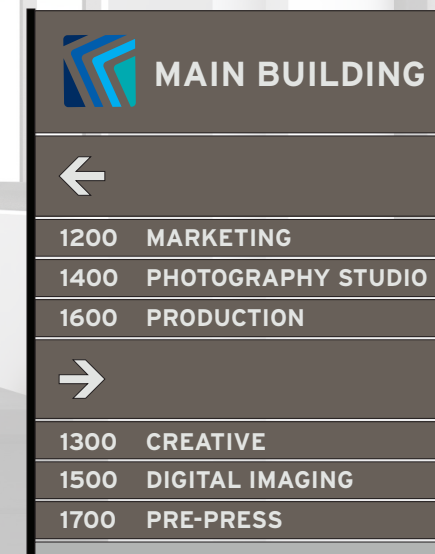 MAIN BUILDING
←
1200 MARKETING
1400 PHOTOGRAPHY STUDIO
1600 PRODUCTION
→
1300 CREATIVE
1500 DIGITAL IMAGING
1700 PRE-PRESS